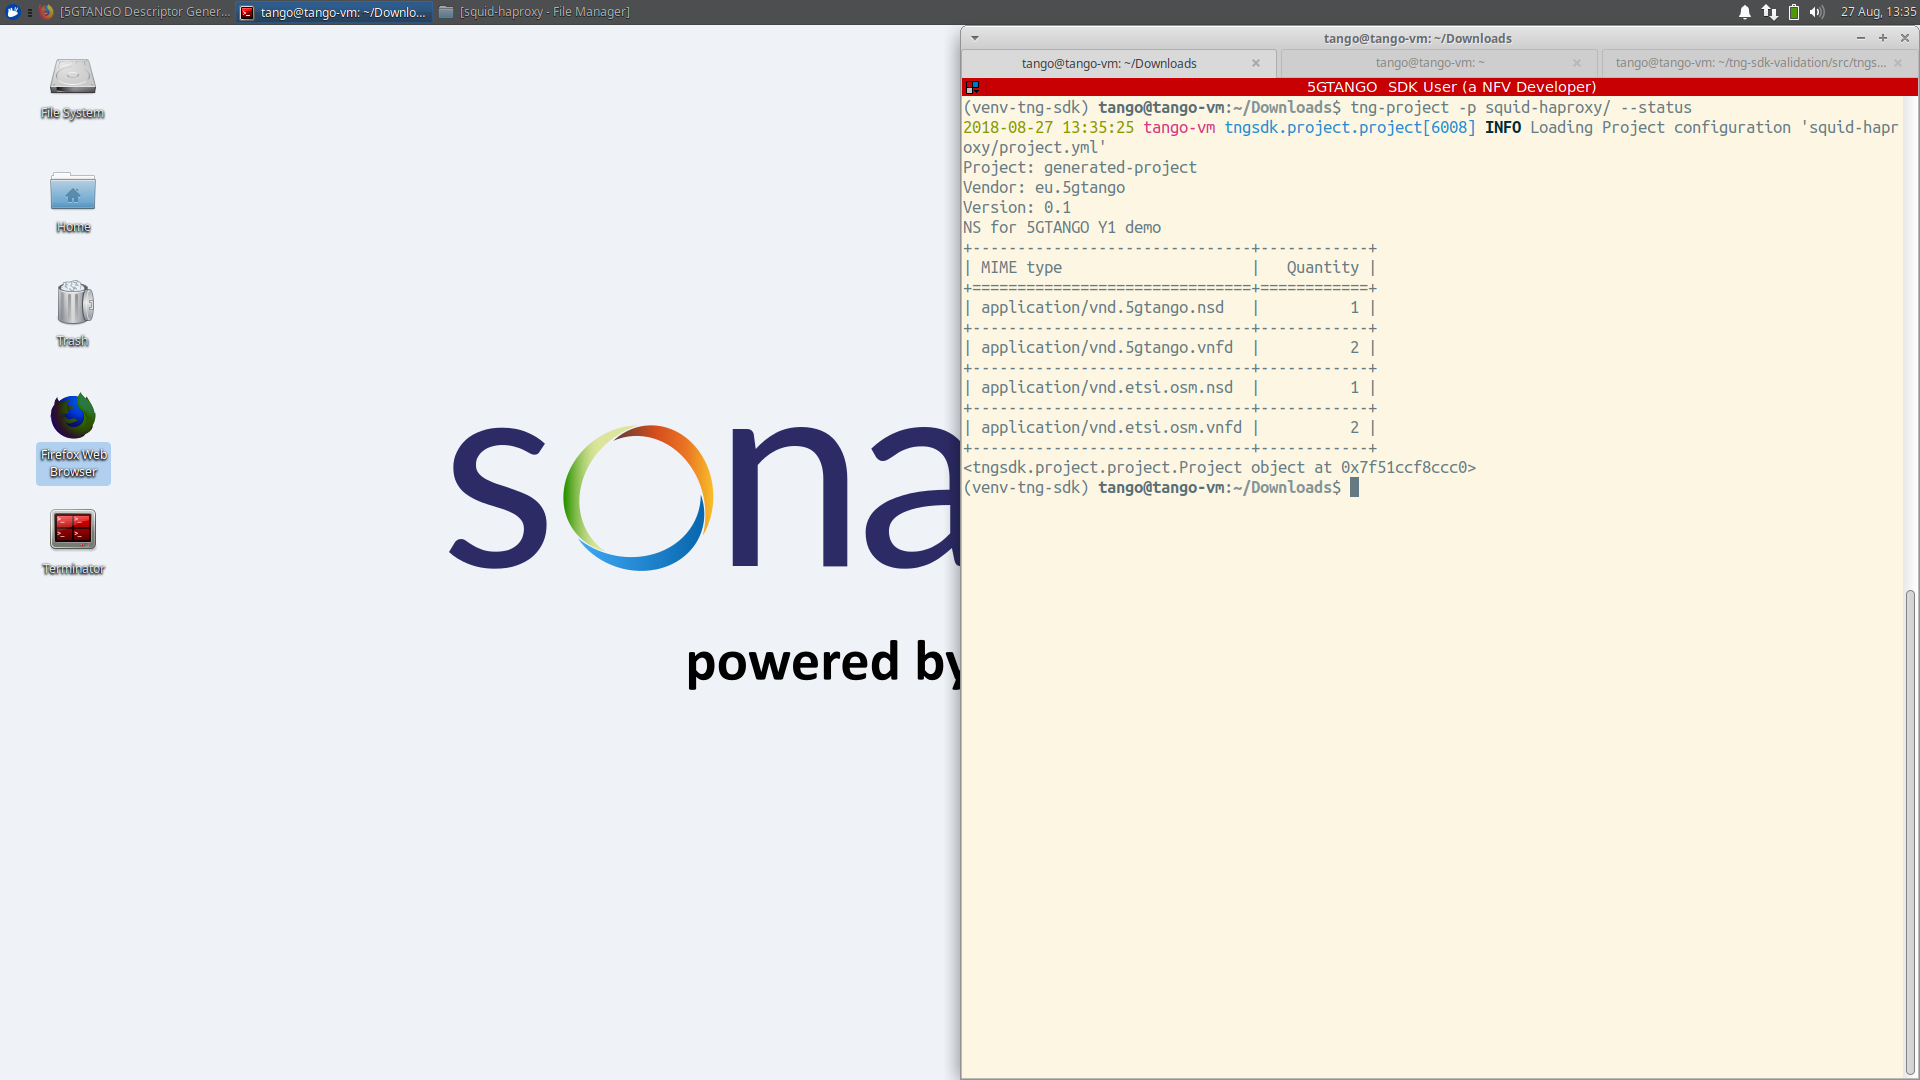 [5GTANGO Descriptor Gener...
tango@tango-vm: ~/Downlo...
[squid-haproxy - File Manager]
27 Aug, 13:35
File System
Home
Trash
Firefox Web
Browser
Terminator
sona
powered by
tango@tango-vm: ~/Downloads
tango@tango-vm: ~/Downloads
tango@tango-vm: ~
tango@tango-vm: ~/tng-sdk-validation/src/tngs...
5GTANGO  SDK User (a NFV Developer)
(venv-tng-sdk) tango@tango-vm:~/Downloads$ tng-project -p squid-haproxy/ --status
2018-08-27 13:35:25 tango-vm tngsdk.project.project[6008] INFO Loading Project configuration 'squid-hapr
oxy/project.yml'
Project: generated-project
Vendor: eu.5gtango
Version: 0.1
NS for 5GTANGO Y1 demo
+-------------------------------+------------+
| MIME type                     |   Quantity |
+===============================+============+
| application/vnd.5gtango.nsd   |          1 |
+-------------------------------+------------+
| application/vnd.5gtango.vnfd  |          2 |
+-------------------------------+------------+
| application/vnd.etsi.osm.nsd  |          1 |
+-------------------------------+------------+
| application/vnd.etsi.osm.vnfd |          2 |
+-------------------------------+------------+
<tngsdk.project.project.Project object at 0x7f51ccf8ccc0>
(venv-tng-sdk) tango@tango-vm:~/Downloads$